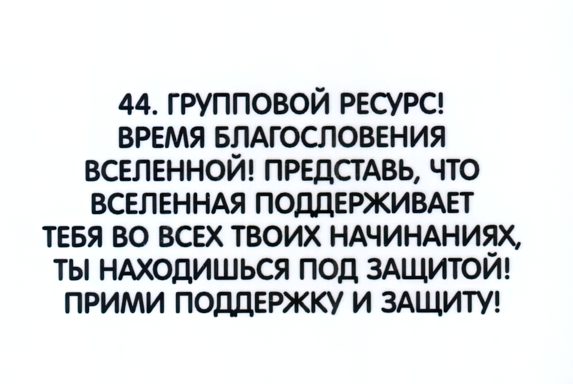 44. ГРУППОВОЙ РЕСУРС!
ВРЕМЯ БЛАГОСЛОВЕНИЯ
ВСЕЛЕННОЙ! ПРЕДСТАВЬ, ЧТО
ВСЕЛЕННАЯ ПОДДЕРЖИВАЕТ
ТЕБЯ ВО ВСЕХ ТВОИХ НАЧИНАНИЯХ,
ТЫ НАХОДИШЬСЯ ПОД ЗАЩИТОЙ!
ПРИМИ ПОДДЕРЖКУ И ЗАЩИТУ!